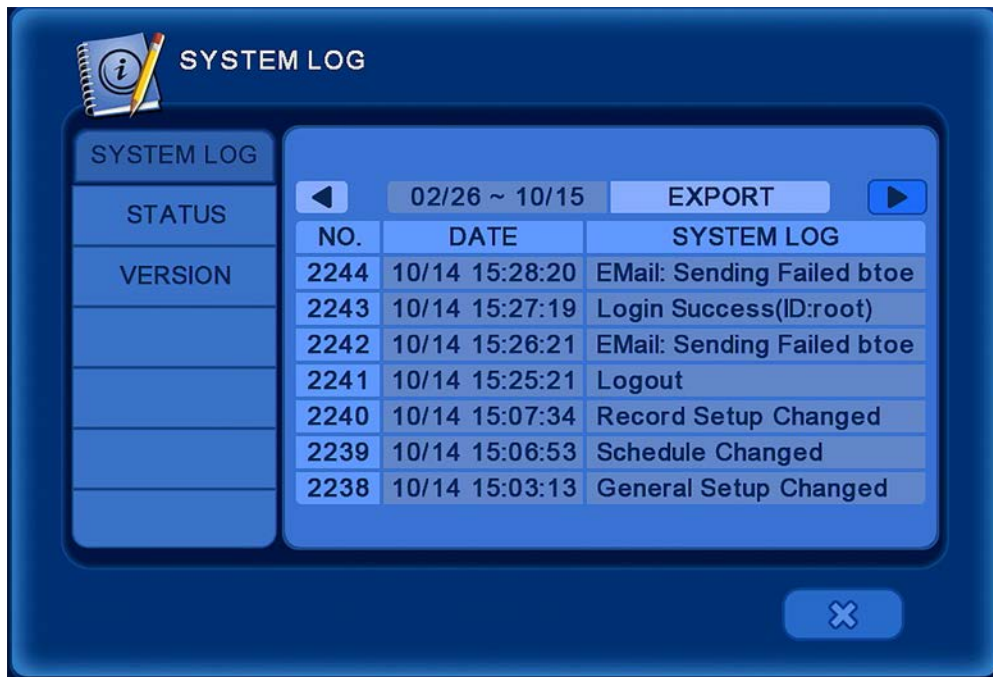 SYSTEM LOG
SYSTEM LOG
STATUS
VERSION
02/26 ~ 10/15 EXPORT
NO. DATE SYSTEM LOG
2244 10/14 15:28:20 EMail: Sending Failed btoe
2243 10/14 15:27:19 Login Success(ID:root)
2242 10/14 15:26:21 EMail: Sending Failed btoe
2241 10/14 15:25:21 Logout
2240 10/14 15:07:34 Record Setup Changed
2239 10/14 15:06:53 Schedule Changed
2238 10/14 15:03:13 General Setup Changed